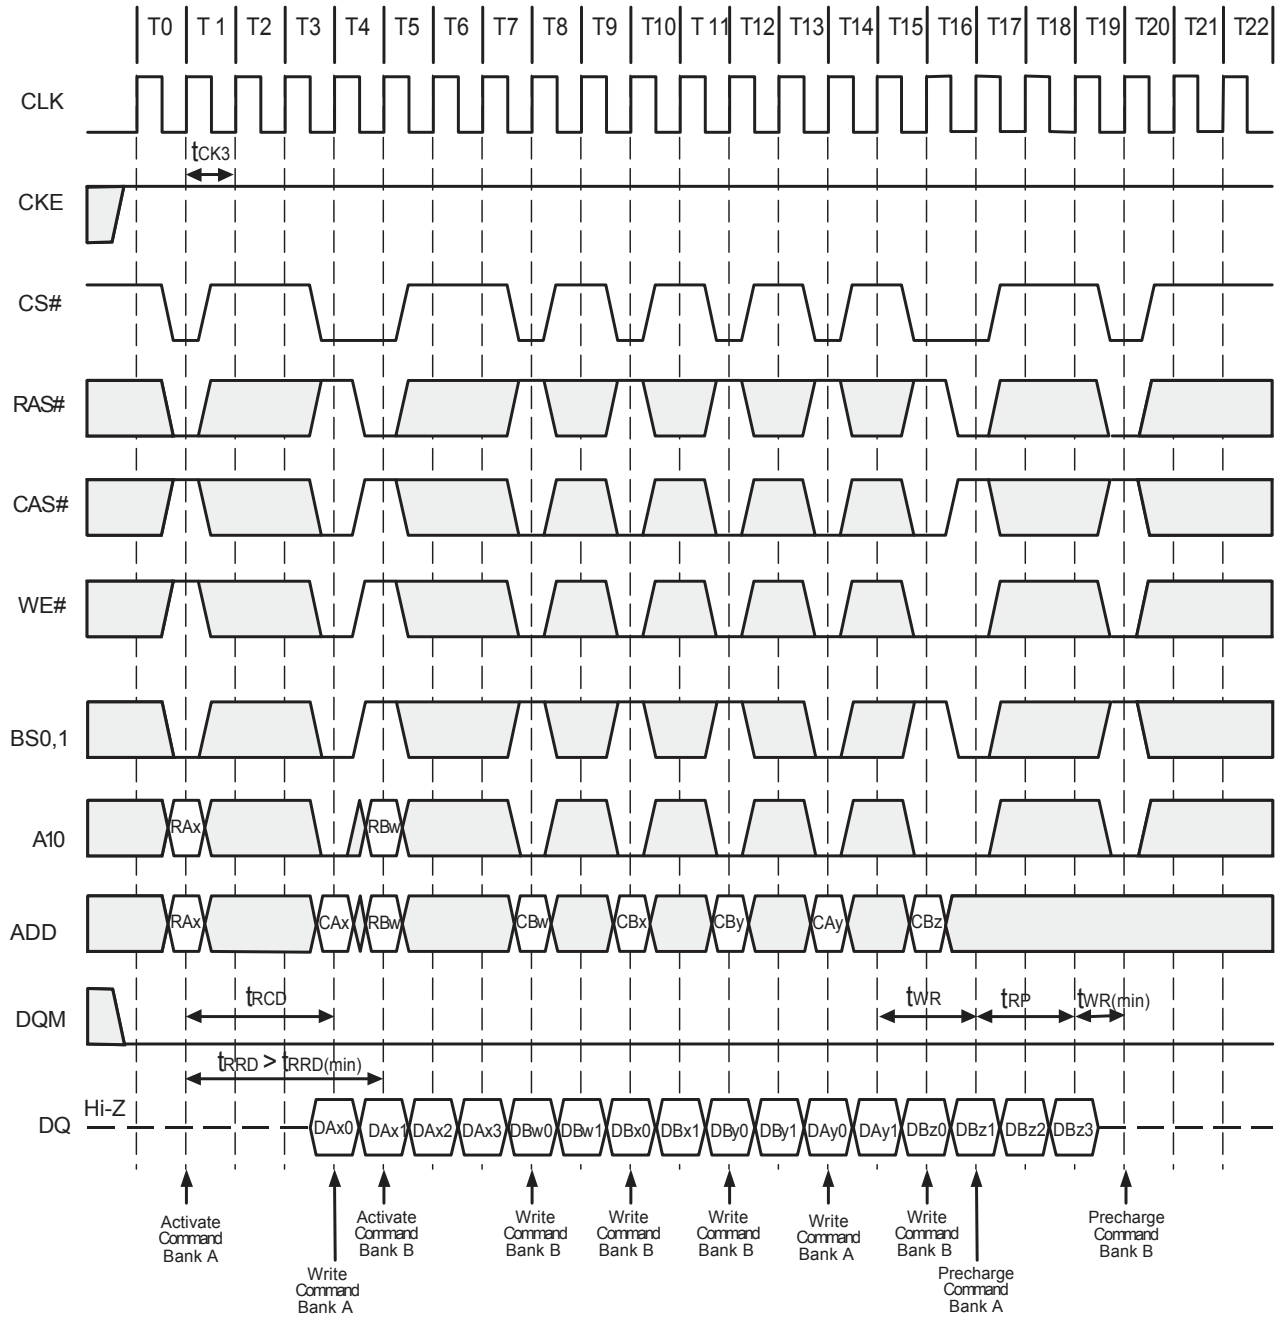 T0 T 1 T2 T3 T4 T5 T6 T7 T8 T9 T10 T 11 T12 T13 T14 T15 T16 T17 T18 T19 T20 T21 T22
CLK
tCK3
CKE
CS#
RAS#
CAS#
WE#
BS0,1
A10
RAx RBw
ADD
RAx CAx RBw CBw CBx CBy CAy CBz
DQM
tRCD tWR tRP tWR(min)
tRRD > tRRD(min)
Hi-Z
DQ
DAx0 DAx1 DAx2 DAx3 DBw0 DBw1 DBx0 DBx1 DBy0 DBy1 DAy0 DAy1 DBz0 DBz1 DBz2 DBz3
Activate
Command
Bank A
Write
Command
Bank A
Activate
Command
Bank B
Write
Command
Bank B
Write
Command
Bank B
Write
Command
Bank B
Write
Command
Bank A
Write
Command
Bank B
Precharge
Command
Bank A
Precharge
Command
Bank B